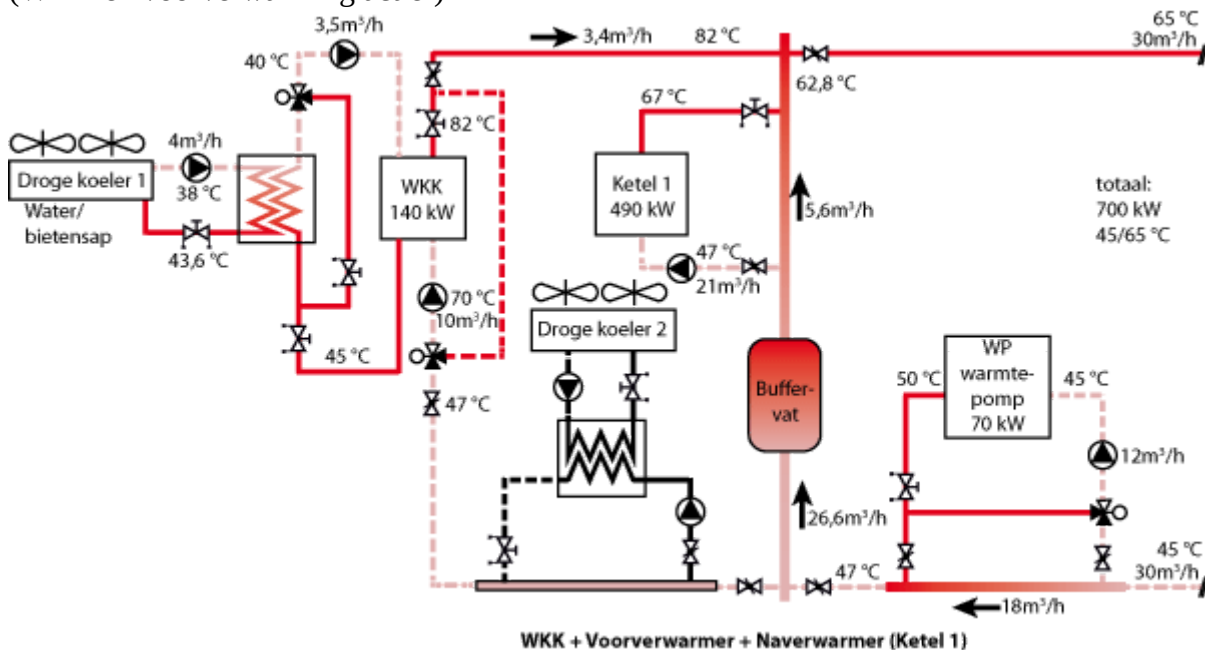 3,5m³/h
40 °C
3,4m³/h
82 °C
65 °C
30m³/h
62,8 °C
67 °C
82 °C
4m³/h
Droge koeler 1
38 °C
Water/
bietensap
43,6 °C
WKK
140 kW
Ketel 1
490 kW
totaal:
700 kW
45/65 °C
5,6m³/h
47 °C
21m³/h
70 °C
10m³/h
Droge koeler 2
45 °C
47 °C
Buffer-
vat
50 °C
WP
warmte-
pomp
70 kW
45 °C
12m³/h
26,6m³/h
47 °C
45 °C
30m³/h
18m³/h
WKK + Voorverwarmer + Naverwarmer (Ketel 1)